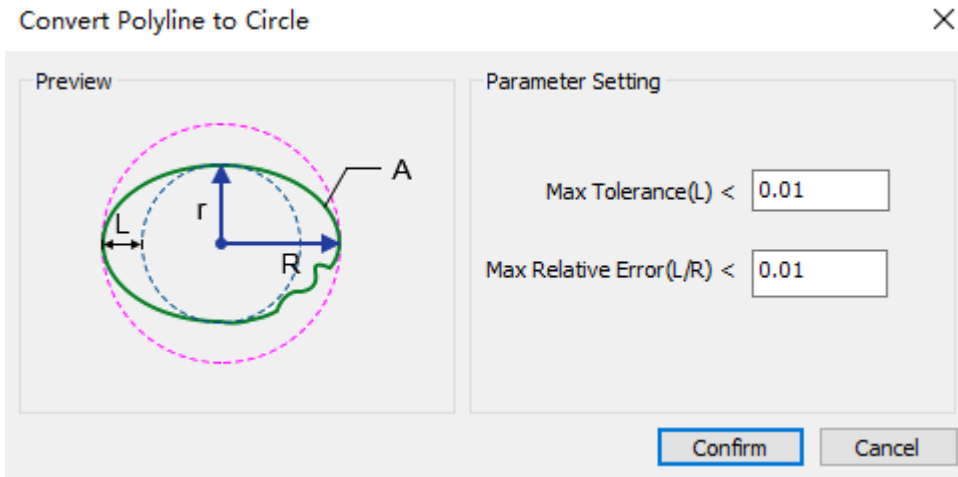 Convert Polyline to Circle
Preview
A
r
L
R
Parameter Setting
Max Tolerance(L) < 0.01
Max Relative Error(L/R) < 0.01
Confirm Cancel